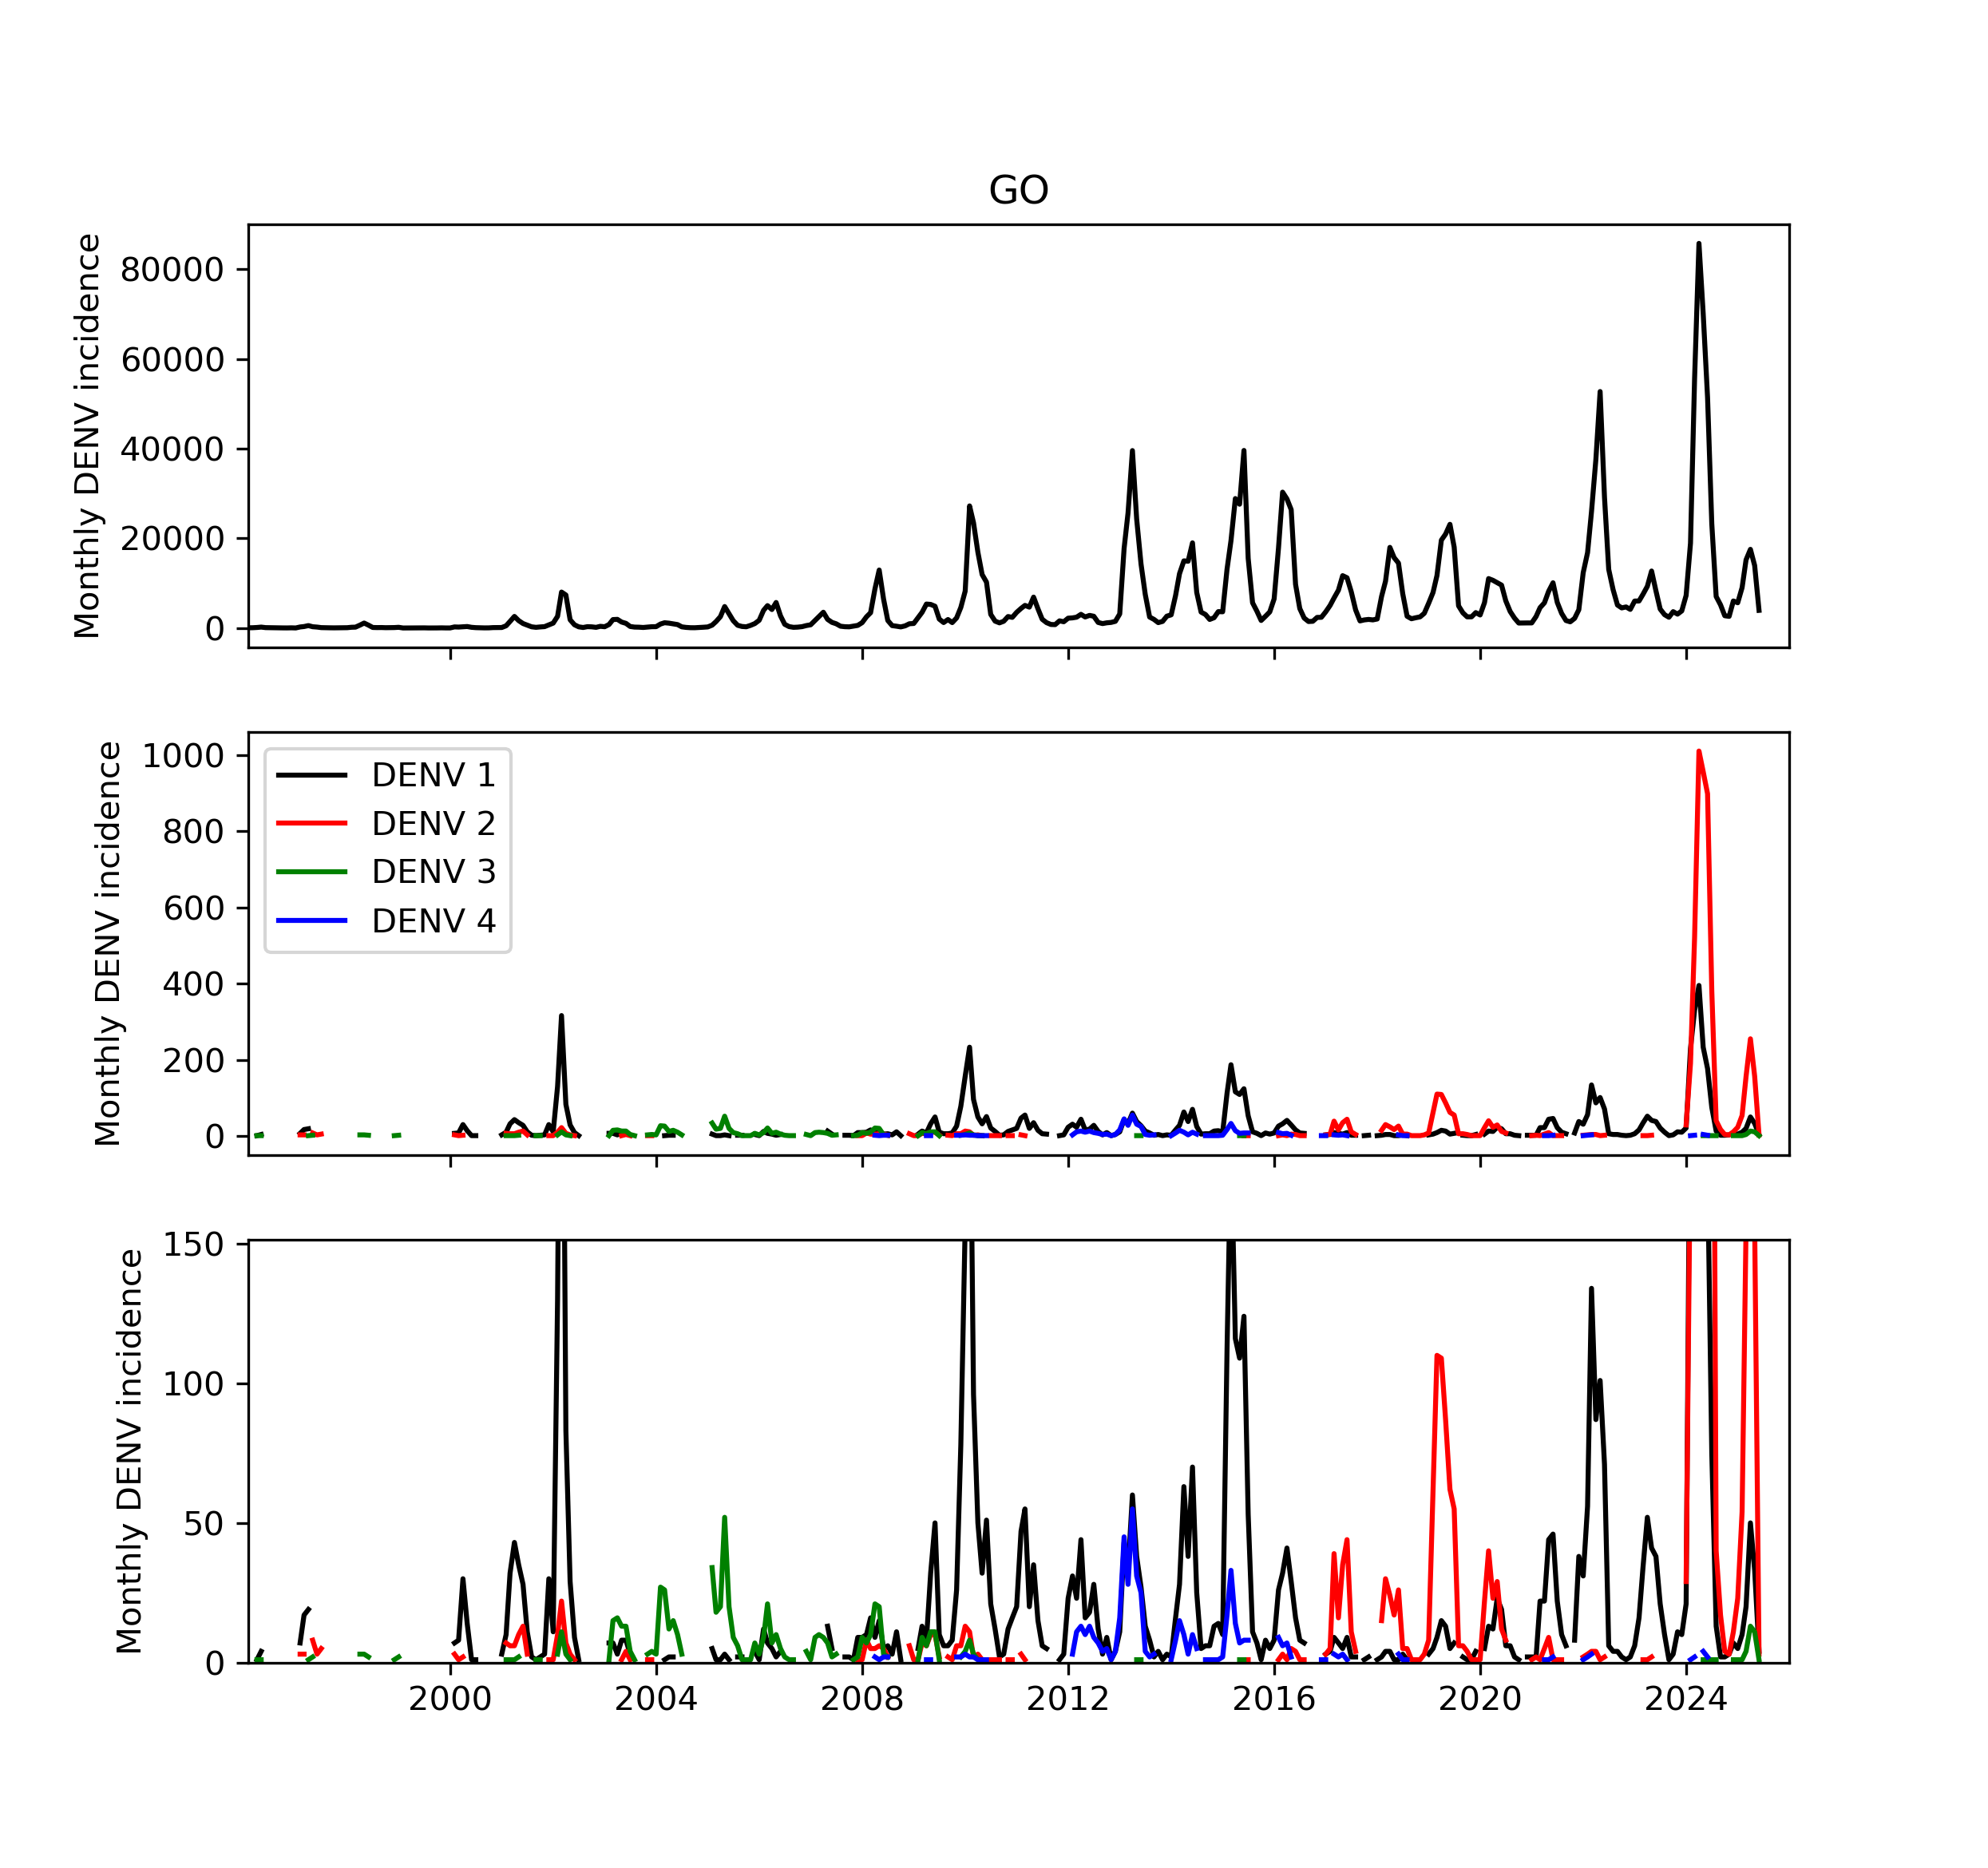 GO
Monthly DENV incidence
80000
60000
40000
20000
0
Monthly DENV incidence
1000
800
600
400
200
0
DENV 1
DENV 2
DENV 3
DENV 4
Monthly DENV incidence
150
100
50
0
2000 2004 2008 2012 2016 2020 2024